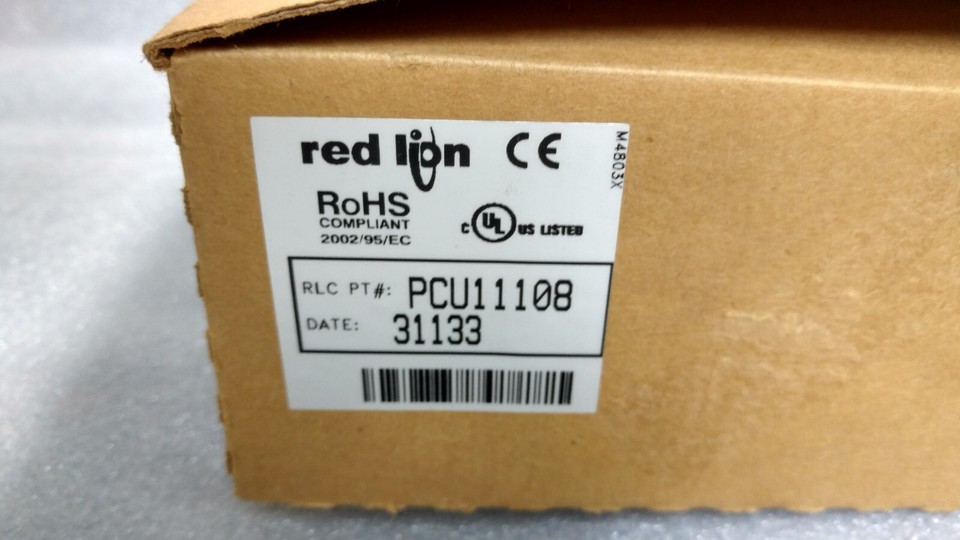 red lion CE
M4803X
RoHS
COMPLIANT
2002/95/EC
C UL US LISTED
RLC PT#: PCU11108
DATE: 31133